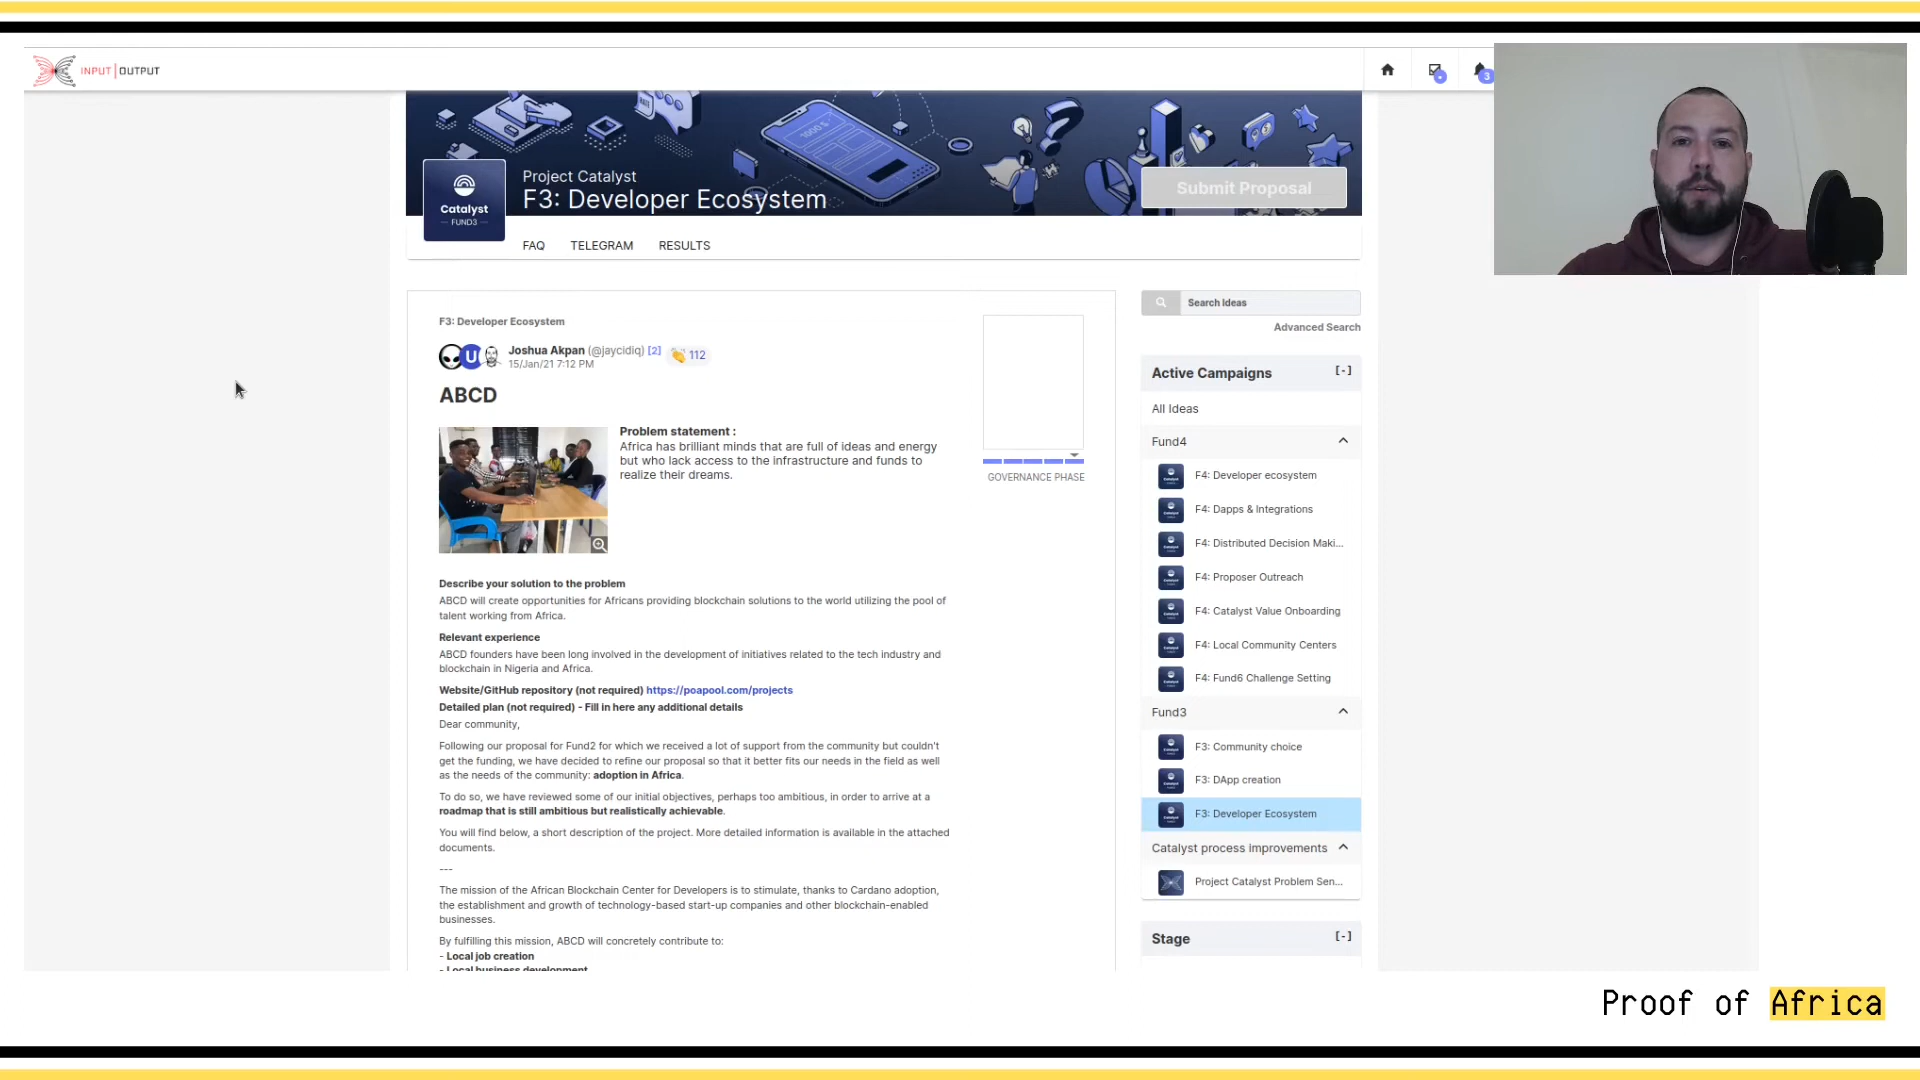 INPUT | OUTPUT
3
Project Catalyst
F3: Developer Ecosystem
Submit Proposal
Catalyst
FUND3
FAQ
TELEGRAM
RESULTS
F3: Developer Ecosystem
Joshua Akpan (@jaycidiq) [2]
112
15/Jan/21 7:12 PM
ABCD
Problem statement :
Africa has brilliant minds that are full of ideas and energy
but who lack access to the infrastructure and funds to
realize their dreams.
GOVERNANCE PHASE
Describe your solution to the problem
ABCD will create opportunities for Africans providing blockchain solutions to the world utilizing the pool of
talent working from Africa.
Relevant experience
ABCD founders have been long involved in the development of initiatives related to the tech industry and
blockchain in Nigeria and Africa.
Website/GitHub repository (not required) https://poapool.com/projects
Detailed plan (not required) - Fill in here any additional details
Dear community,
Following our proposal for Fund2 for which we received a lot of support from the community but couldn't
get the funding, we have decided to refine our proposal so that it better fits our needs in the field as well
as the needs of the community: adoption in Africa.
To do so, we have reviewed some of our initial objectives, perhaps too ambitious, in order to arrive at a
roadmap that is still ambitious but realistically achievable.
You will find below, a short description of the project. More detailed information is available in the attached
documents.
---
The mission of the African Blockchain Center for Developers is to stimulate, thanks to Cardano adoption,
the establishment and growth of technology-based start-up companies and other blockchain-enabled
businesses.
By fulfilling this mission, ABCD will concretely contribute to:
- Local job creation
- Local business development
Search Ideas
Advanced Search
Active Campaigns
[-]
All Ideas
Fund4
F4: Developer ecosystem
F4: Dapps & Integrations
F4: Distributed Decision Maki...
F4: Proposer Outreach
F4: Catalyst Value Onboarding
F4: Local Community Centers
F4: Fund6 Challenge Setting
Fund3
F3: Community choice
F3: DApp creation
F3: Developer Ecosystem
Catalyst process improvements
Project Catalyst Problem Sen...
Stage
[-]
Proof of Africa